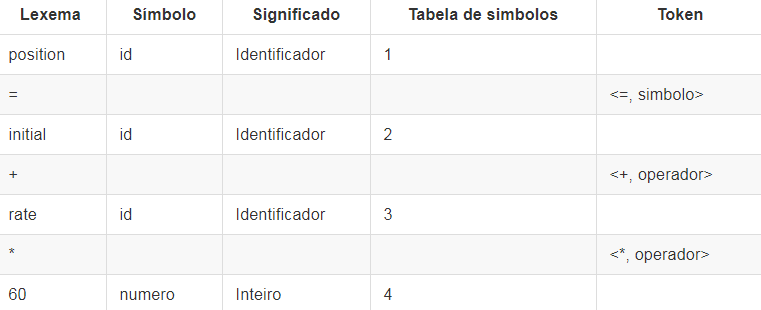 Lexema Símbolo Significado Tabela de símbolos Token
position id Identificador 1
= <=, simbolo>
initial id Identificador 2
+ <+, operador>
rate id Identificador 3
* <*, operador>
60 numero Inteiro 4